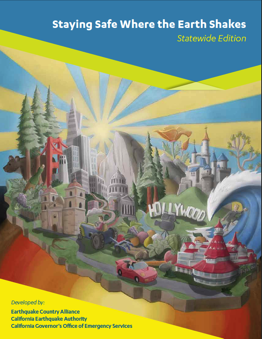 Staying Safe Where the Earth Shakes
Statewide Edition
HOLLYWOOD
Developed by:
Earthquake Country Alliance
California Earthquake Authority
California Governor's Office of Emergency Services